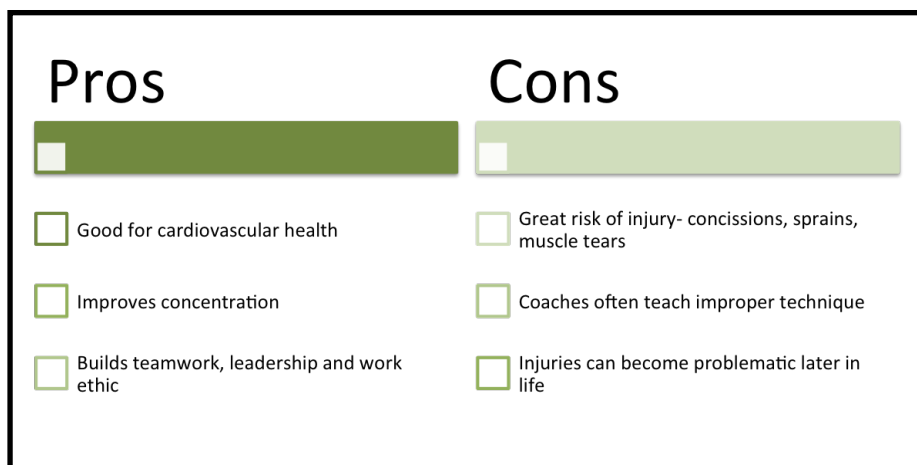 Pros
Good for cardiovascular health
Improves concentration
Builds teamwork, leadership and work
ethic
Cons
Great risk of injury- concissions, sprains,
muscle tears
Coaches often teach improper technique
Injuries can become problematic later in
life